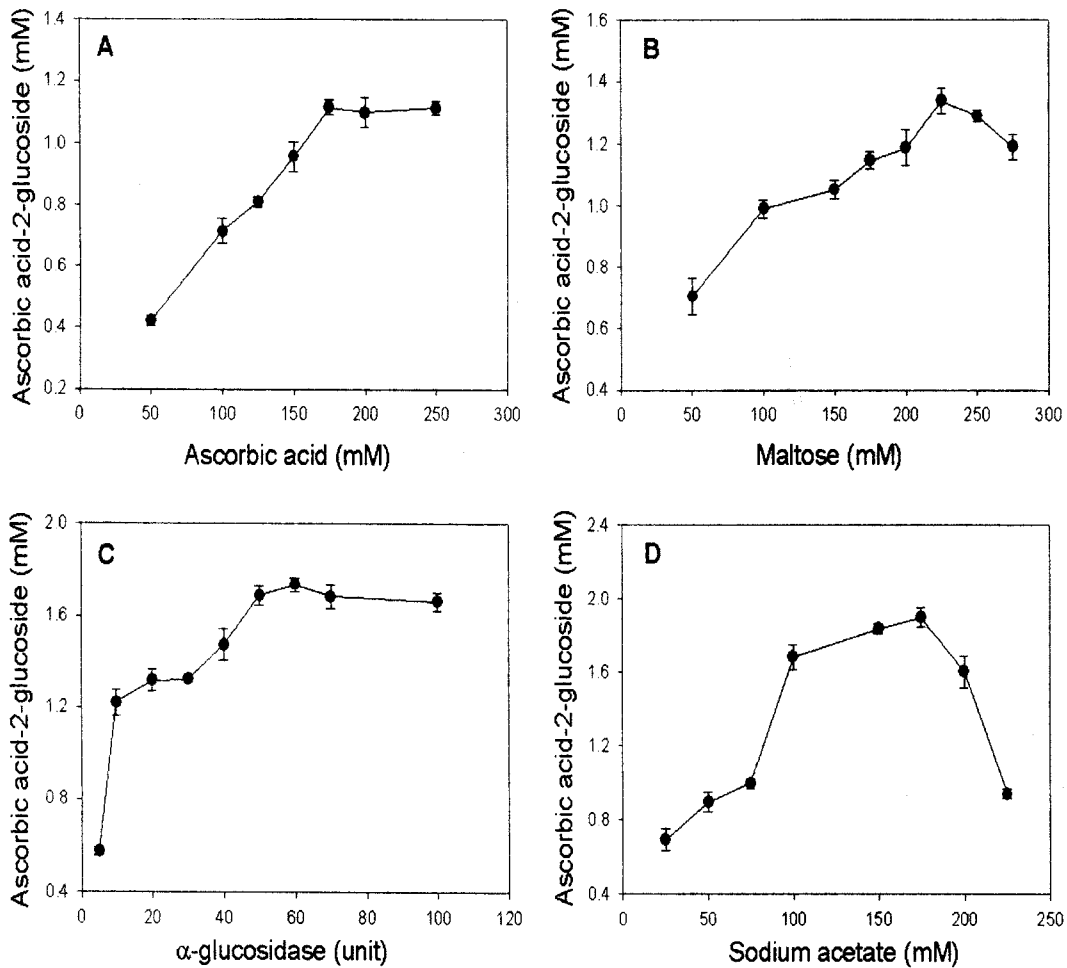 A
Ascorbic acid-2-glucoside (mM)
1.4
1.2
1.0
0.8
0.6
0.4
0.2
0 50 100 150 200 250 300
Ascorbic acid (mM)
B
Ascorbic acid-2-glucoside (mM)
1.6
1.4
1.2
1.0
0.8
0.6
0.4
0 50 100 150 200 250 300
Maltose (mM)
C
Ascorbic acid-2-glucoside (mM)
2.0
1.6
1.2
0.8
0.4
0 20 40 60 80 100 120
α-glucosidase (unit)
D
Ascorbic acid-2-glucoside (mM)
2.4
2.0
1.6
1.2
0.8
0.4
0 50 100 150 200 250
Sodium acetate (mM)